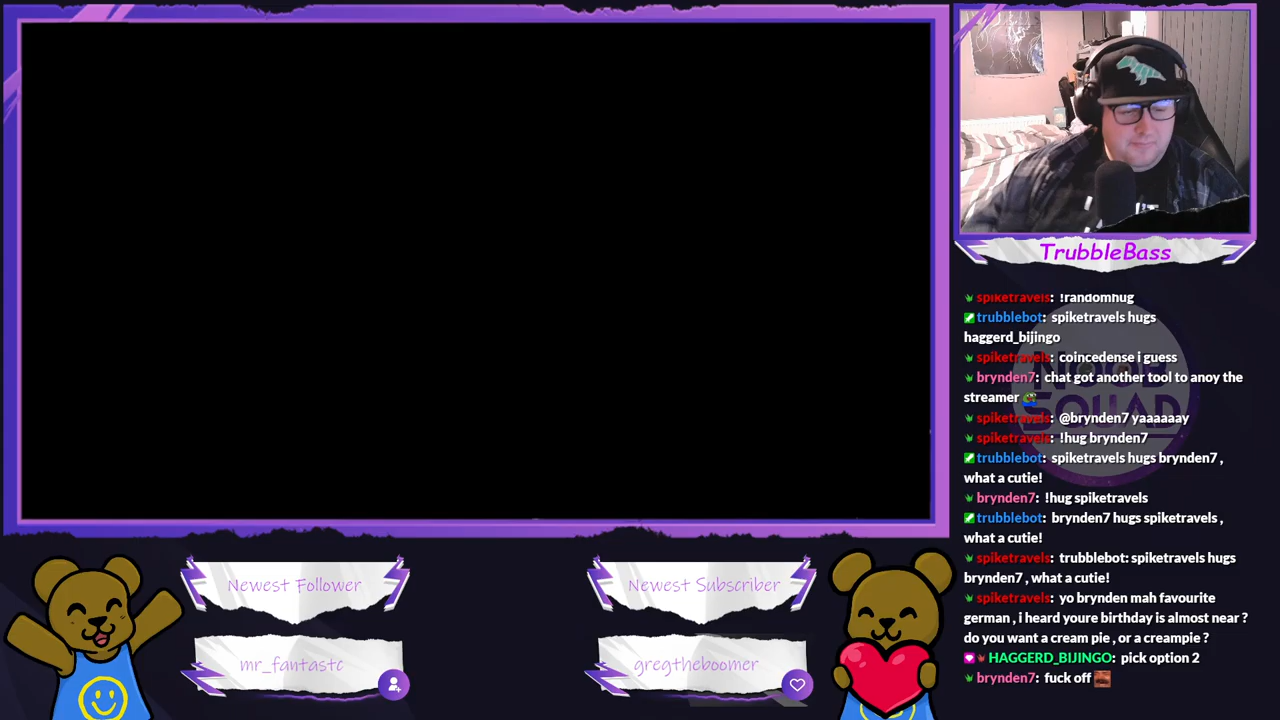 TrubbleBass
spiketravels: !randomhug
trubblebot: spiketravels hugs
haggerd_bijingo
spiketravels: coincedense i guess
brynden7: chat got another tool to anoy the
streamer
spiketravels: @brynden7 yaaaaaay
spiketravels: !hug brynden7
trubblebot: spiketravels hugs brynden7 ,
what a cutie!
brynden7: !hug spiketravels
trubblebot: brynden7 hugs spiketravels ,
what a cutie!
spiketravels: trubblebot: spiketravels hugs
brynden7 , what a cutie!
spiketravels: yo brynden mah favourite
german , i heard youre birthday is almost near ?
do you want a cream pie , or a creampie ?
HAGGERD_BIJINGO: pick option 2
brynden7: fuck off
NOOB
SQUAD
Newest Follower
mr_fantastc
Newest Subscriber
gregtheboomer